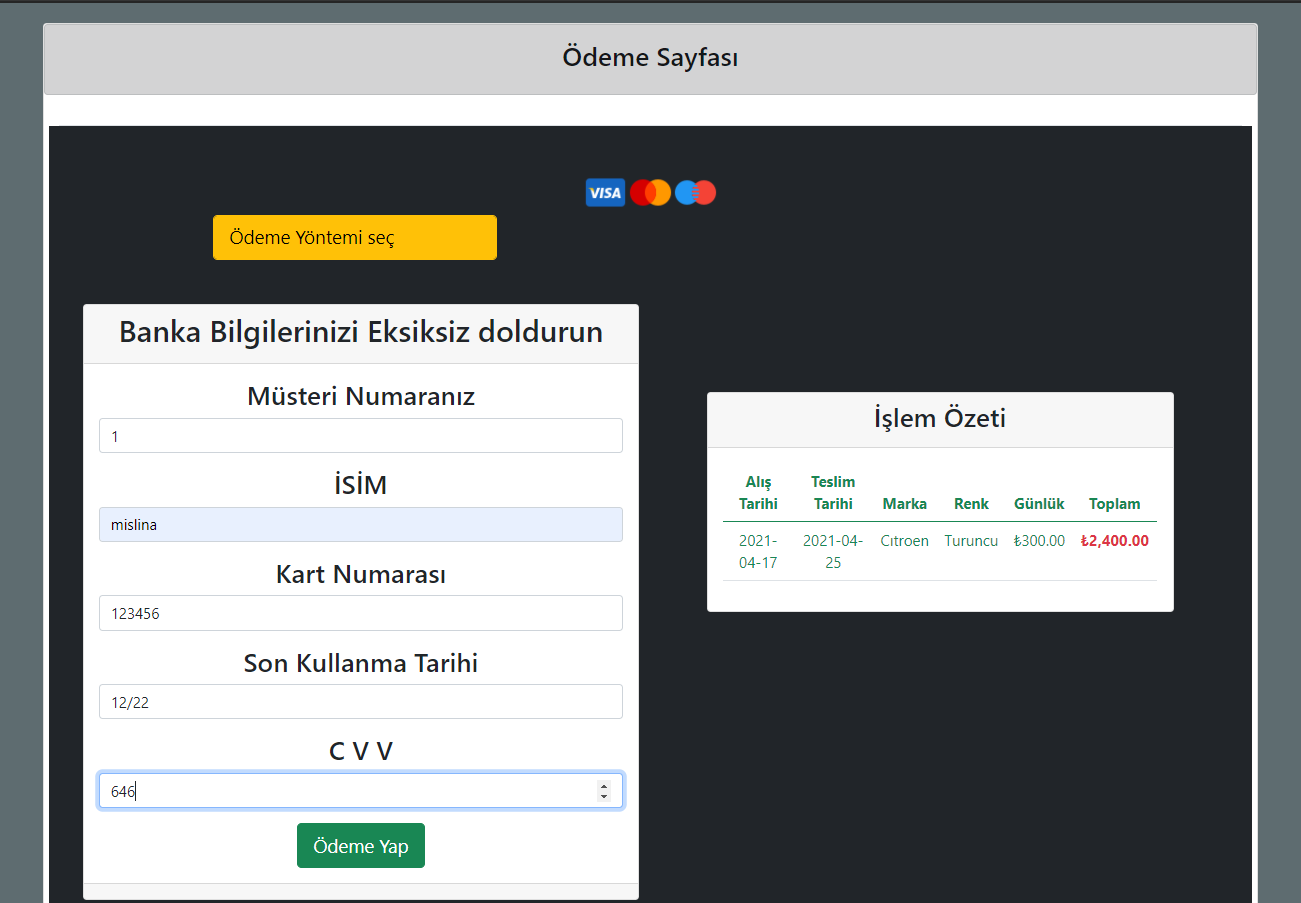 Ödeme Sayfası
VISA
Ödeme Yöntemi seç
Banka Bilgilerinizi Eksiksiz doldurun
Müsteri Numaranız
1
İSİM
mislina
Kart Numarası
123456
Son Kullanma Tarihi
12/22
C V V
646
Ödeme Yap
İşlem Özeti
Alış Teslim
Tarihi Tarihi Marka Renk Günlük Toplam
2021- 2021-04- Cıtroen Turuncu ₺300.00 ₺2,400.00
04-17 25